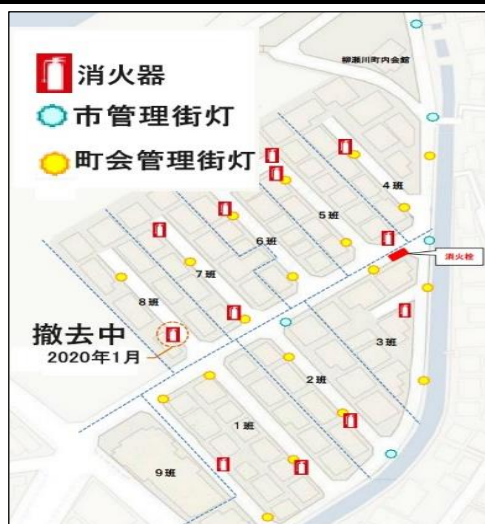 消火器
市管理街灯
町会管理街灯
柳瀬川町内会館
4班
5班
6班
7班
8班
消火栓
撤去中
2020年1月
3班
2班
1班
9班